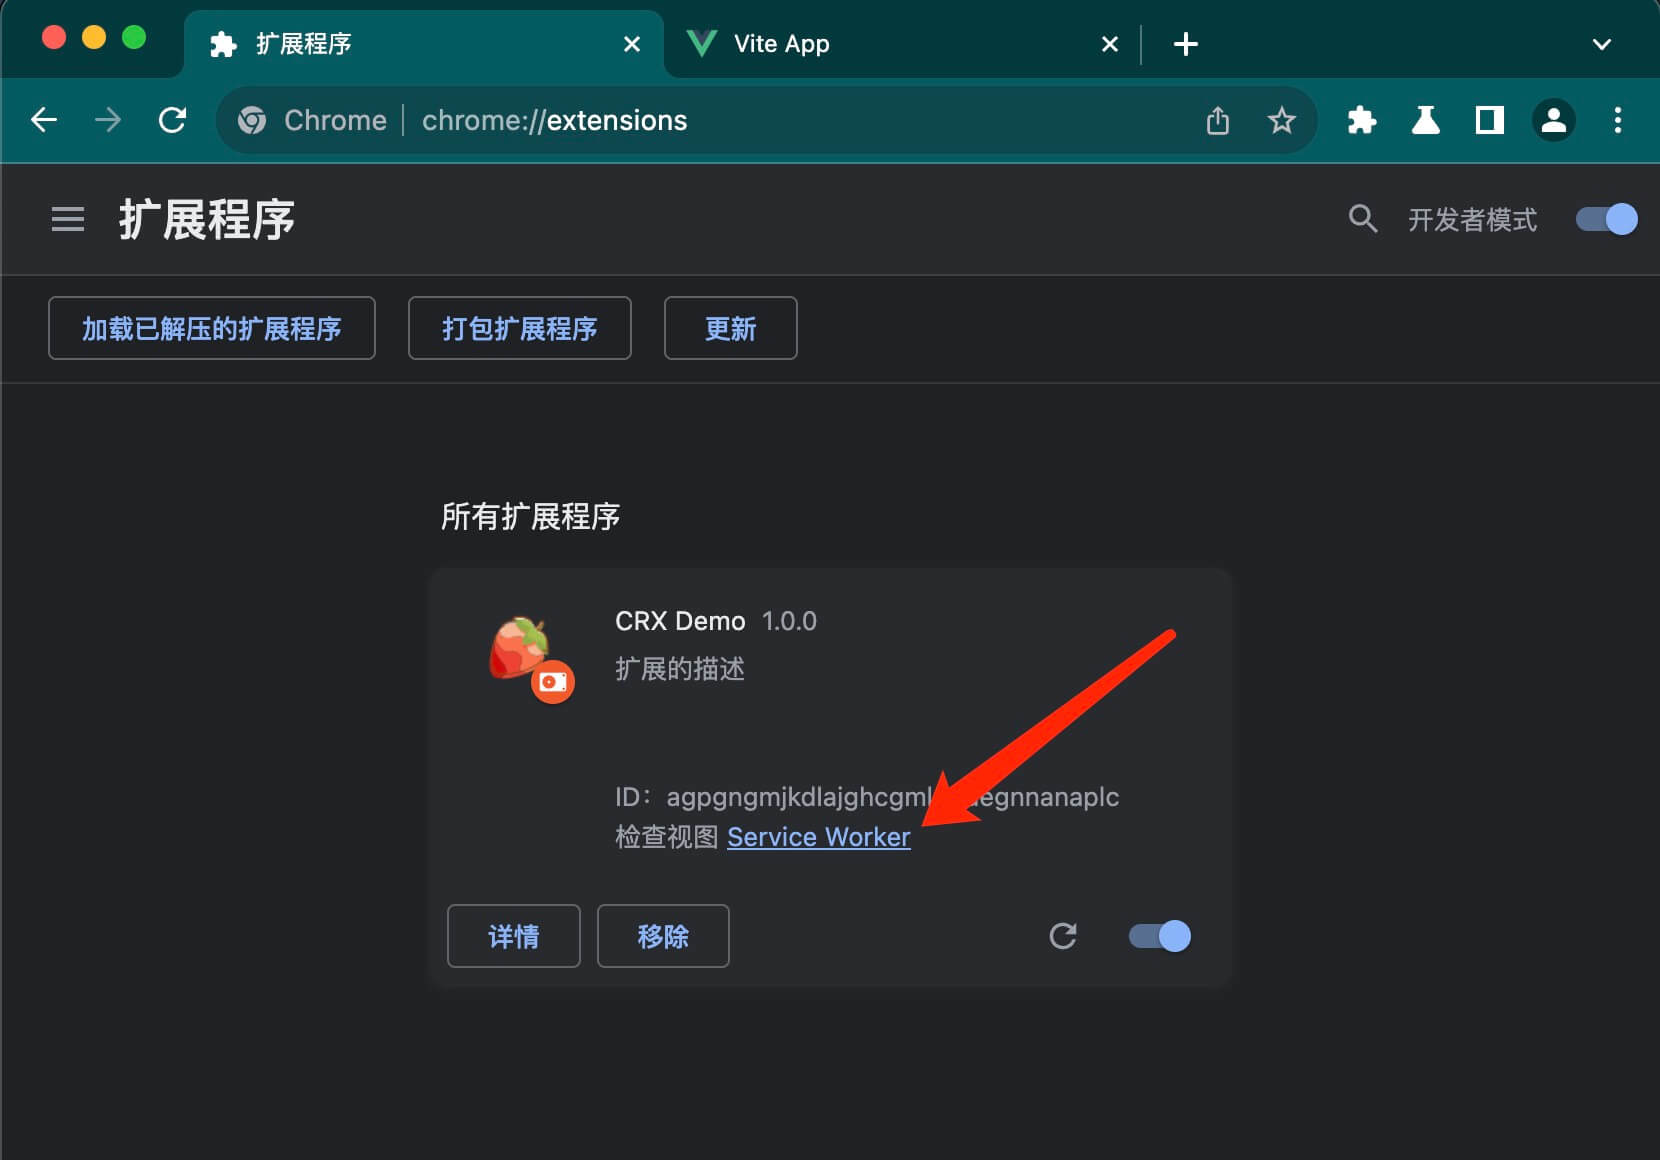 扩展程序
Vite App
Chrome
chrome://extensions
扩展程序
开发者模式
加载已解压的扩展程序
打包扩展程序
更新
所有扩展程序
CRX Demo 1.0.0
扩展的描述
ID：
检查视图 Service Worker
详情
移除